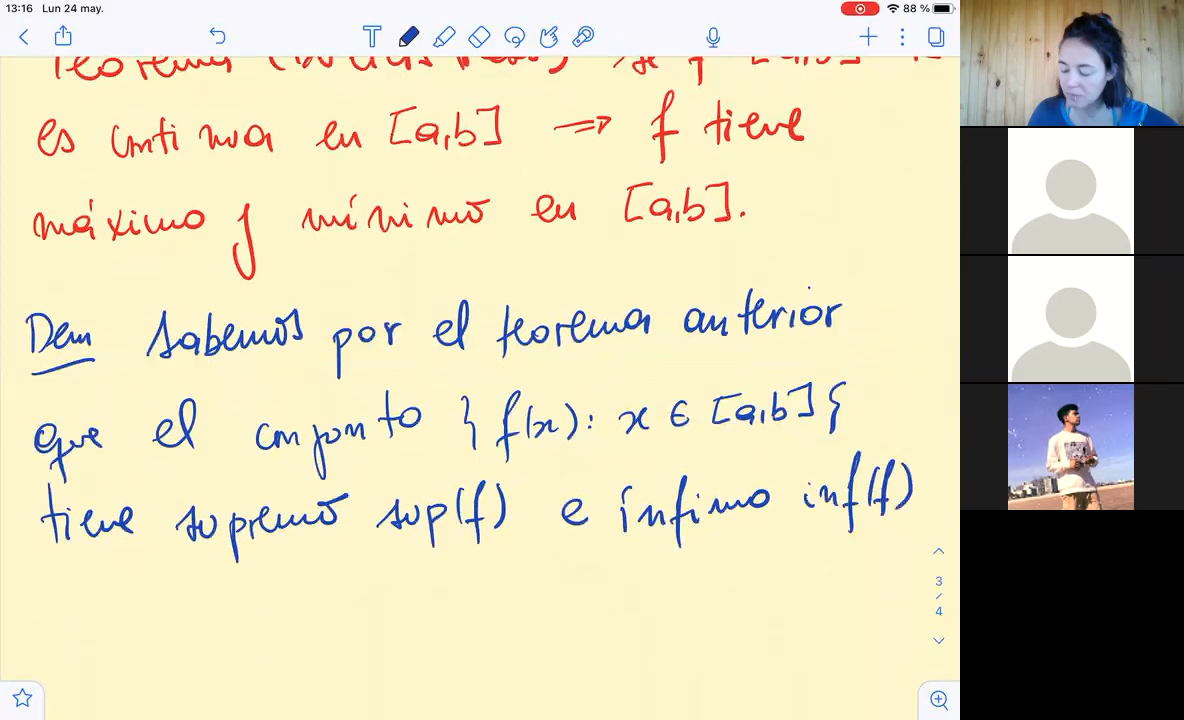 13:16 Lun 24 may. 88 %
Teorema f [a,b]
es continua en [a,b] ⟹ f tiene
máximo y mínimo en [a,b].
Dem Sabemos por el teorema anterior
que el conjunto { f(x): x ∈ [a,b] }
tiene supremo sup(f) e ínfimo inf(f)
3
/
4